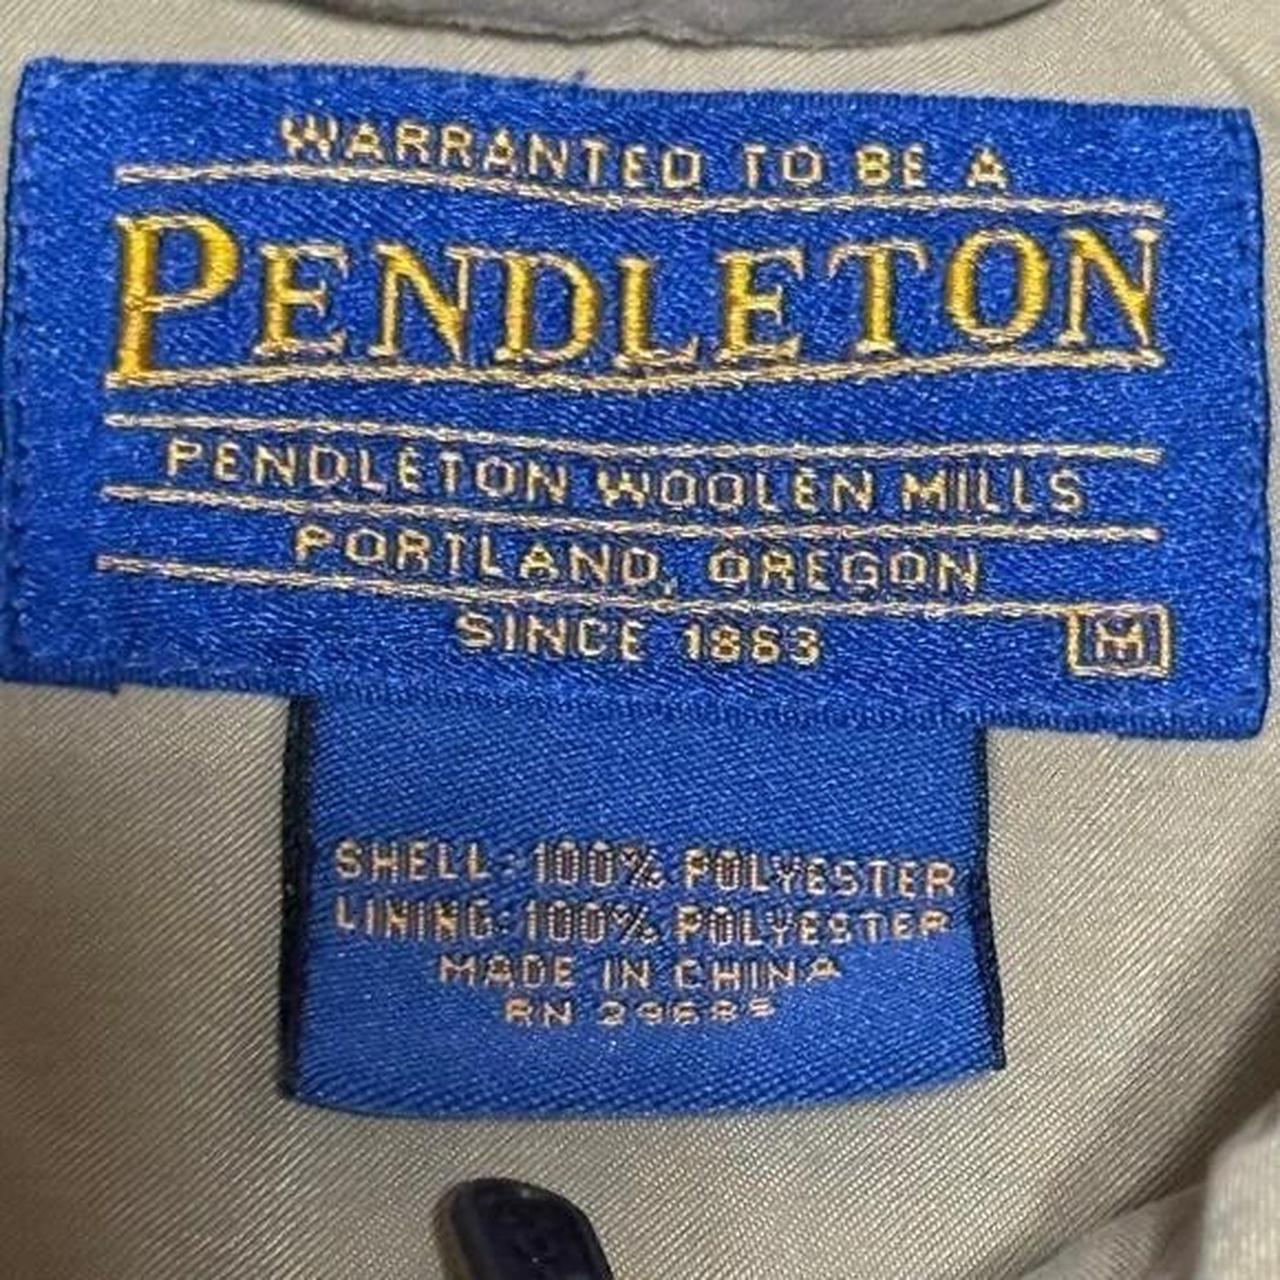 WARRANTED TO BE A
PENDLETON
PENDLETON WOOLEN MILLS
PORTLAND, OREGON
SINCE 1863
M
SHELL: 100% POLYESTER
LINING: 100% POLYESTER
MADE IN CHINA
RN